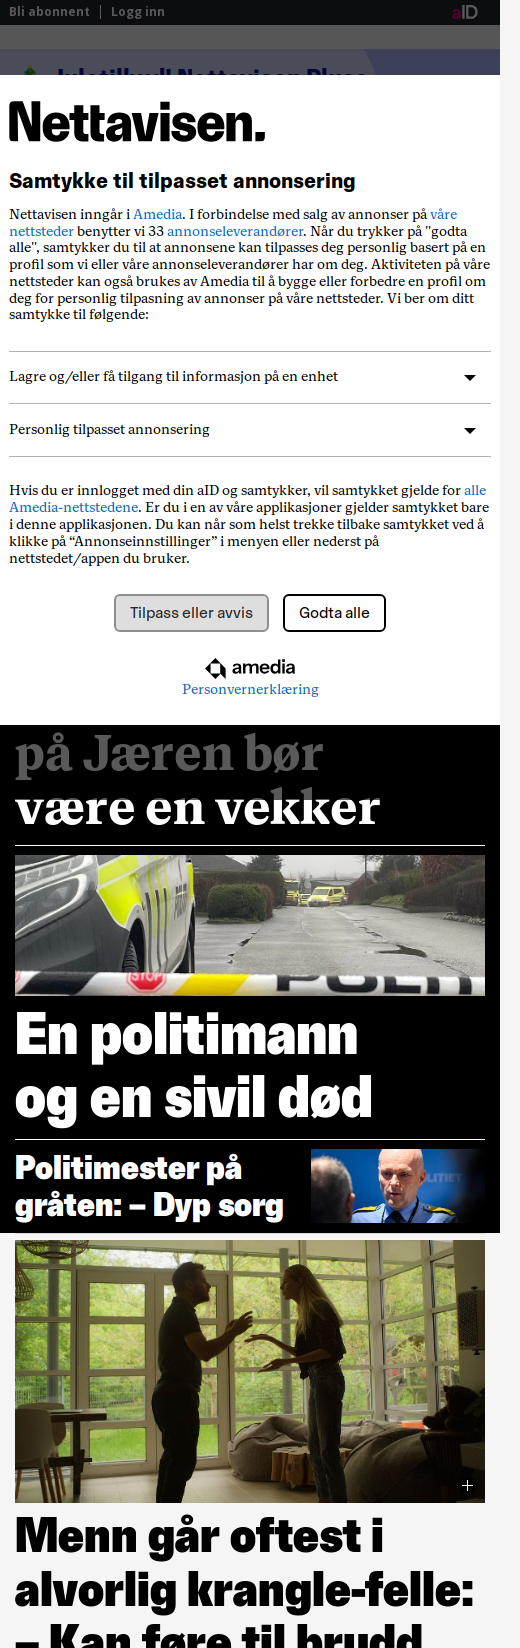 Bli abonnent | Logg inn
aID
Juletilbud! Nettavisen Pluss
Nettavisen.
Samtykke til tilpasset annonsering
Nettavisen inngår i Amedia. I forbindelse med salg av annonser på våre
nettsteder benytter vi 33 annonseleverandører. Når du trykker på "godta
alle", samtykker du til at annonsene kan tilpasses deg personlig basert på en
profil som vi eller våre annonseleverandører har om deg. Aktiviteten på våre
nettsteder kan også brukes av Amedia til å bygge eller forbedre en profil om
deg for personlig tilpasning av annonser på våre nettsteder. Vi ber om ditt
samtykke til følgende:
Lagre og/eller få tilgang til informasjon på en enhet
Personlig tilpasset annonsering
Hvis du er innlogget med din aID og samtykker, vil samtykket gjelde for alle
Amedia-nettstedene. Er du i en av våre applikasjoner gjelder samtykket bare
i denne applikasjonen. Du kan når som helst trekke tilbake samtykket ved å
klikke på “Annonseinnstillinger” i menyen eller nederst på
nettstedet/appen du bruker.
Tilpass eller avvis
Godta alle
amedia
Personvernerklæring
på Jæren bør
være en vekker
STOP
POLITI
En politimann
og en sivil død
Politimester på
gråten: – Dyp sorg
LITIET
Menn går oftest i
alvorlig krangle-felle:
– Kan føre til brudd